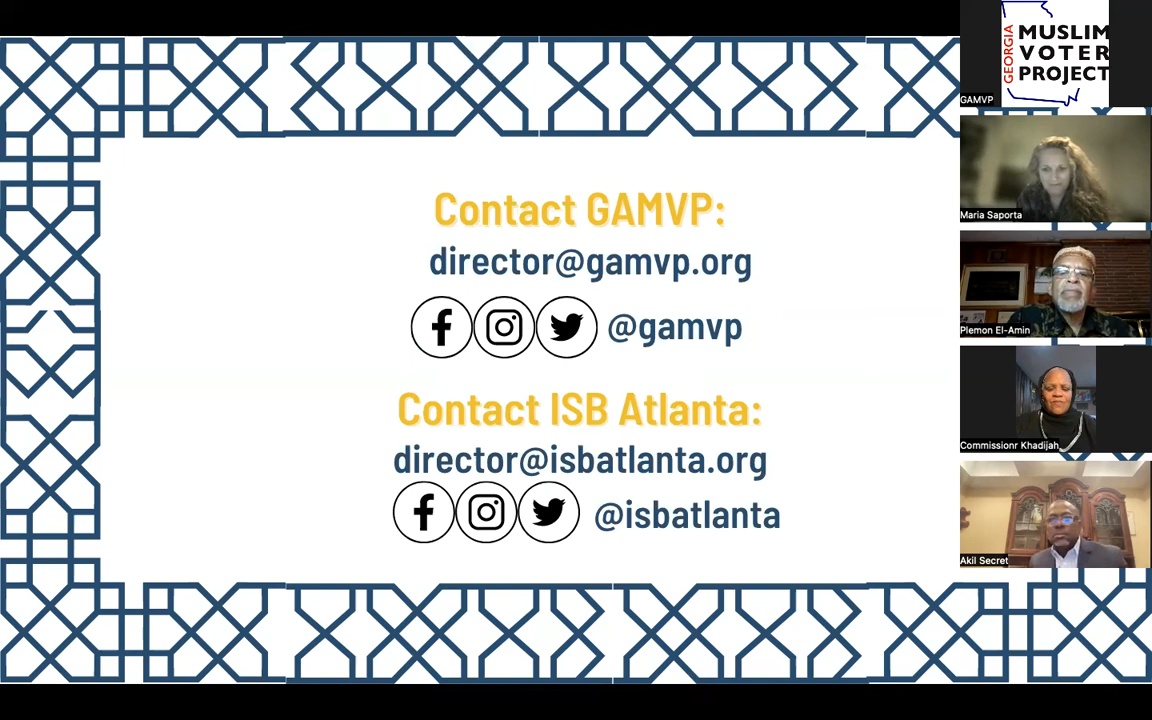 Contact GAMVP:
director@gamvp.org
@gamvp
Contact ISB Atlanta:
director@isbatlanta.org
@isbatlanta
GEORGIA
MUSLIM
VOTER
PROJECT
GAMVP
Maria Saporta
Plemon El-Amin
Commissionr Khadijah
Akil Secret